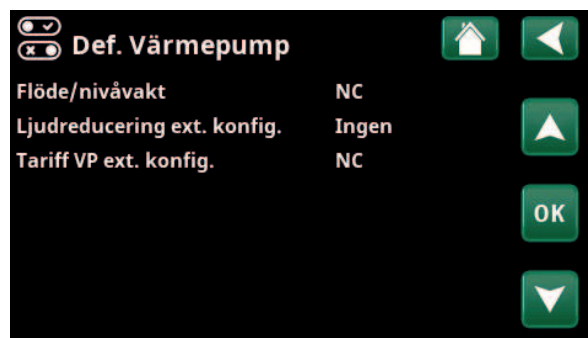 Def. Värmepump
Flöde/nivåvakt NC
Ljudreducering ext. konfig. Ingen
Tariff VP ext. konfig. NC
OK